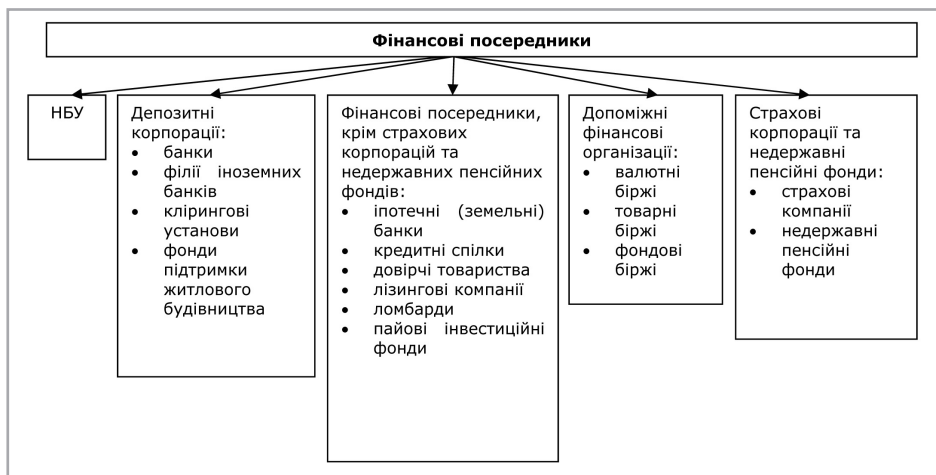 Фінансові посередники
НБУ
Депозитні
корпорації:
• банки
• філії іноземних
банків
• клірингові
установи
• фонди
підтримки
житлового
будівництва
Фінансові посередники,
крім страхових
корпорацій та
недержавних пенсійних
фондів:
• іпотечні (земельні)
банки
• кредитні спілки
• довірчі товариства
• лізингові компанії
• ломбарди
• пайові інвестиційні
фонди
Допоміжні
фінансові
організації:
• валютні
біржі
• товарні
біржі
• фондові
біржі
Страхові
корпорації та
недержавні
пенсійні фонди:
• страхові
компанії
• недержавні
пенсійні
фонди